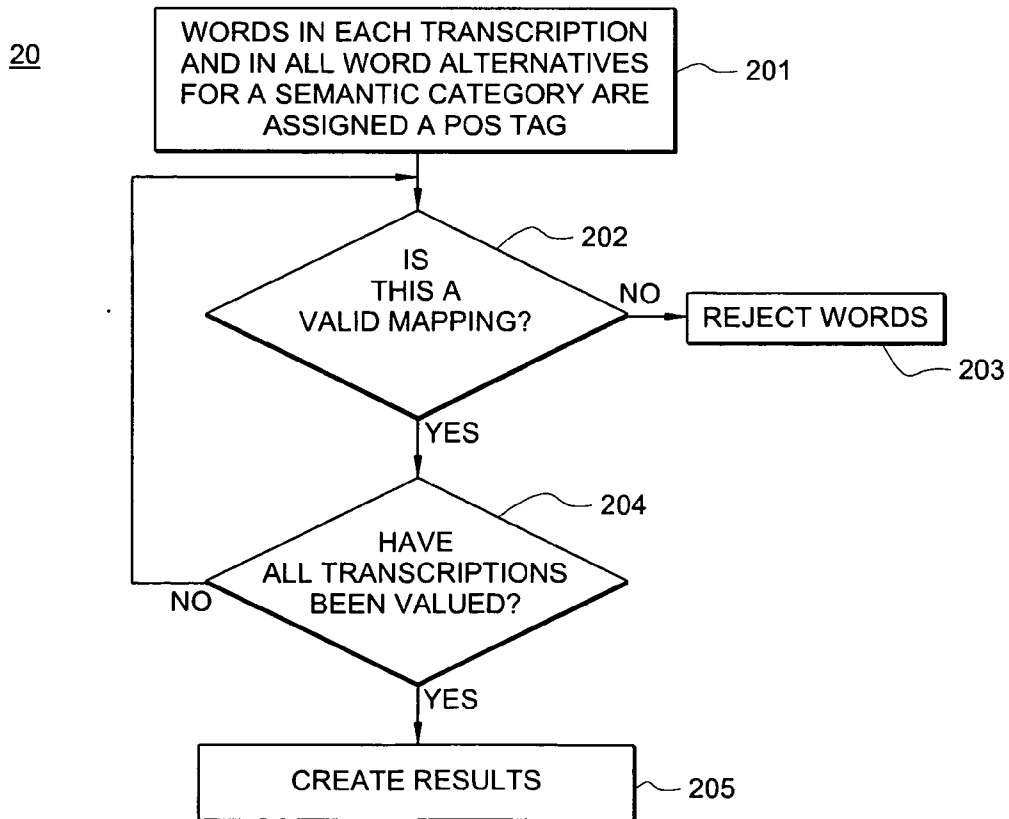 20
WORDS IN EACH TRANSCRIPTION
AND IN ALL WORD ALTERNATIVES
FOR A SEMANTIC CATEGORY ARE
ASSIGNED A POS TAG
201
202
IS
THIS A
VALID MAPPING?
NO
REJECT WORDS
203
YES
204
HAVE
ALL TRANSCRIPTIONS
BEEN VALUED?
NO
YES
CREATE RESULTS
205